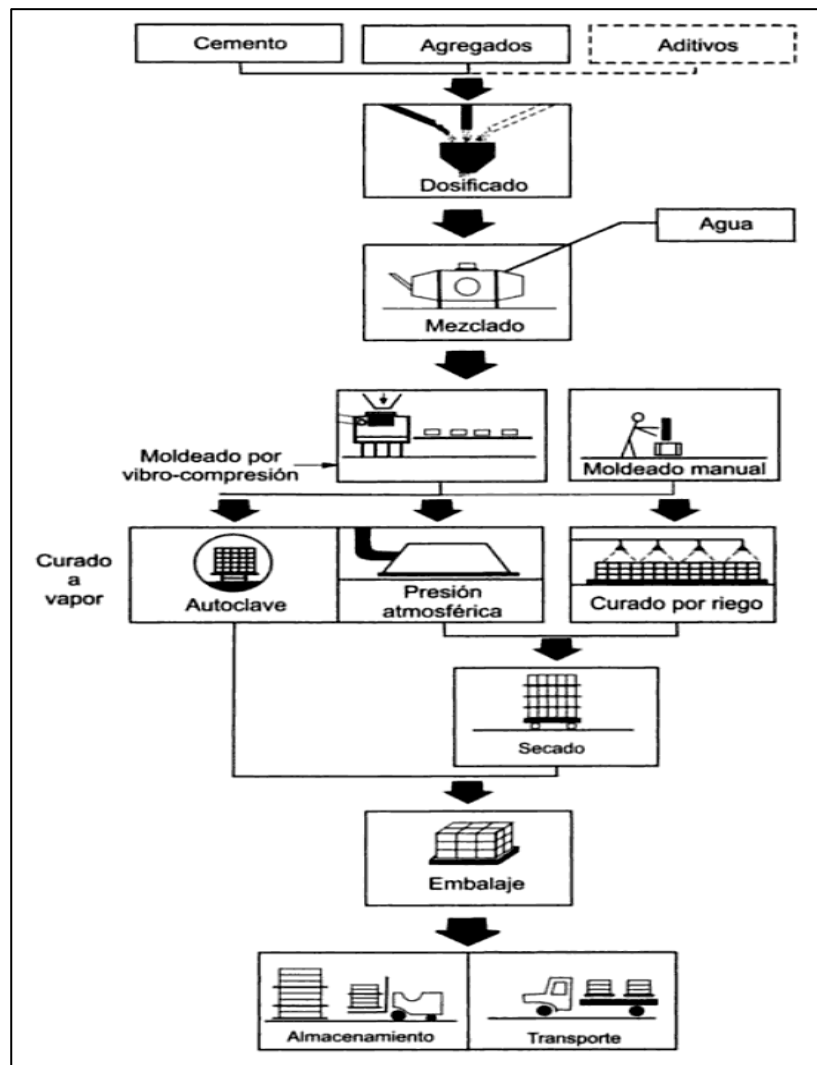 Cemento
Agregados
Aditivos
Dosificado
Agua
Mezclado
Moldeado por
vibro-compresión
Moldeado manual
Curado
a
vapor
Autoclave
Presión
atmosférica
Curado por riego
Secado
Embalaje
Almacenamiento
Transporte